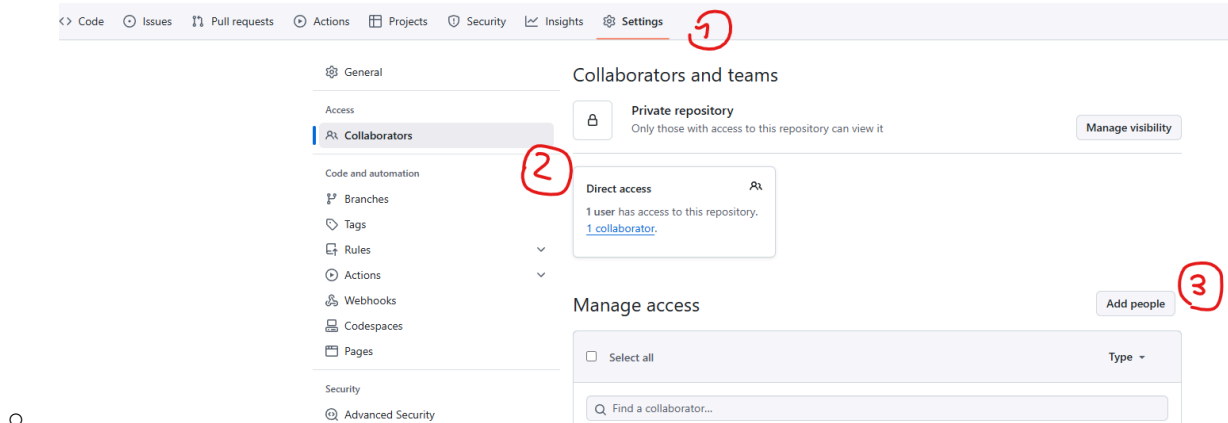 <> Code Issues Pull requests Actions Projects Security Insights Settings 1
General
Access
Collaborators
Code and automation
Branches
Tags
Rules
Actions
Webhooks
Codespaces
Pages
Security
Advanced Security
Collaborators and teams
Private repository
Only those with access to this repository can view it
Manage visibility
2
Direct access
1 user has access to this repository.
1 collaborator.
Manage access
Add people
3
Select all
Type
Find a collaborator...